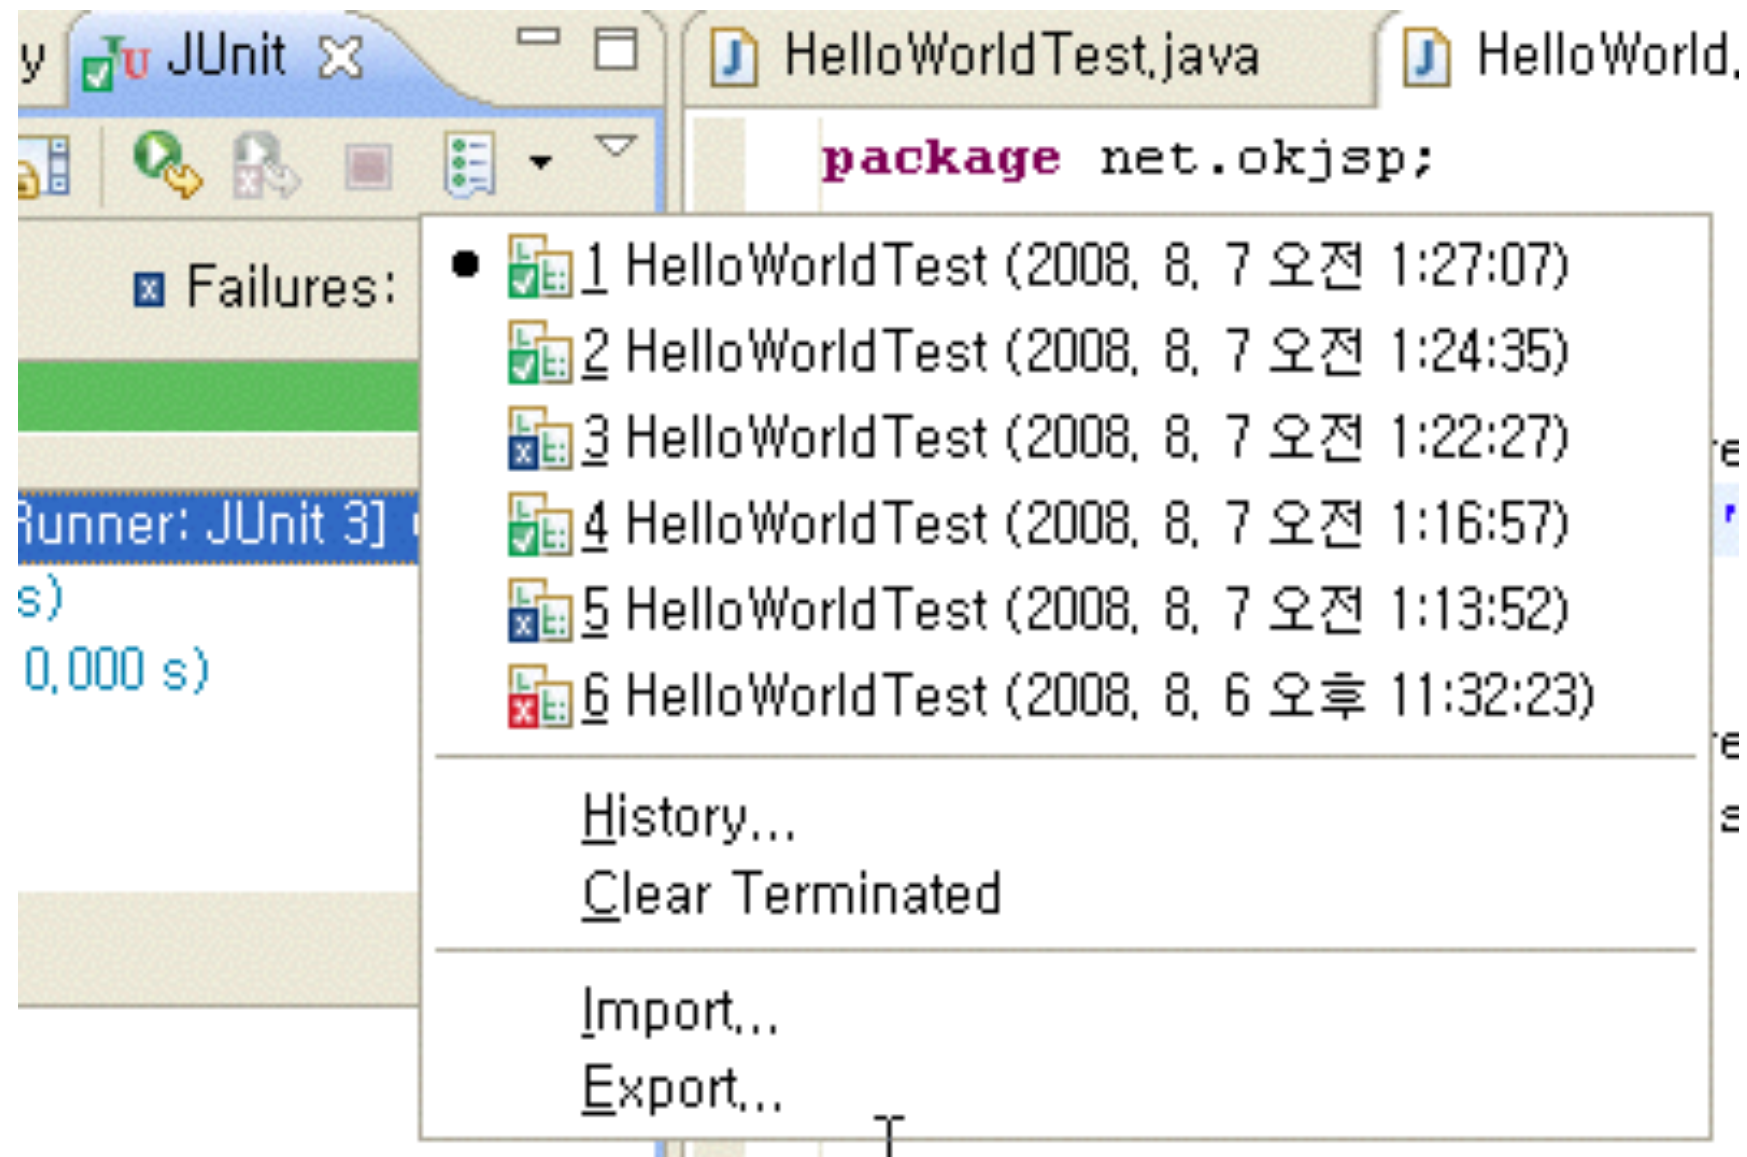 y JUnit HelloWorldTest.java HelloWorld.
package net.okjsp;
Failures:
1 HelloWorldTest (2008. 8. 7 오전 1:27:07)
2 HelloWorldTest (2008. 8. 7 오전 1:24:35)
3 HelloWorldTest (2008. 8. 7 오전 1:22:27)
Runner: JUnit 3]
4 HelloWorldTest (2008. 8. 7 오전 1:16:57)
s)
5 HelloWorldTest (2008. 8. 7 오전 1:13:52)
0.000 s)
6 HelloWorldTest (2008. 8. 6 오후 11:32:23)
History...
Clear Terminated
Import...
Export...